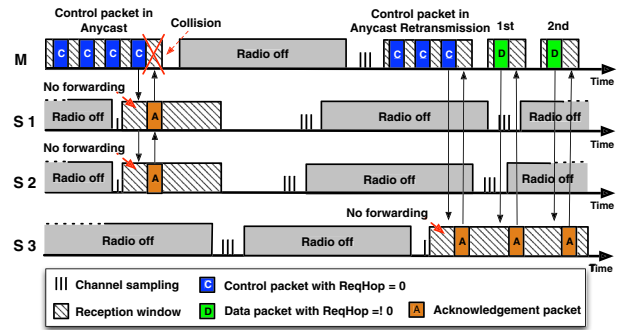 Control packet in
Anycast
Collision
Control packet in
Anycast Retransmission
1st
2nd
M
C C C C
Radio off
C C C
D
D
Time
No forwarding
S 1
Radio off
A
Radio off
Radio off
Time
No forwarding
S 2
Radio off
A
Radio off
Radio off
Time
No forwarding
S 3
Radio off
Radio off
A
A
A
Time
Channel sampling
C Control packet with ReqHop = 0
Reception window
D Data packet with ReqHop =! 0
A Acknowledgement packet